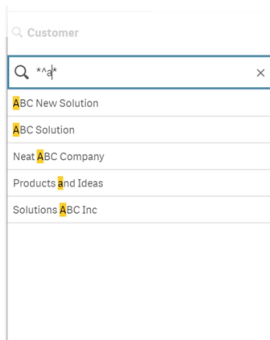 Customer
*^a*
ABC New Solution
ABC Solution
Neat ABC Company
Products and Ideas
Solutions ABC Inc